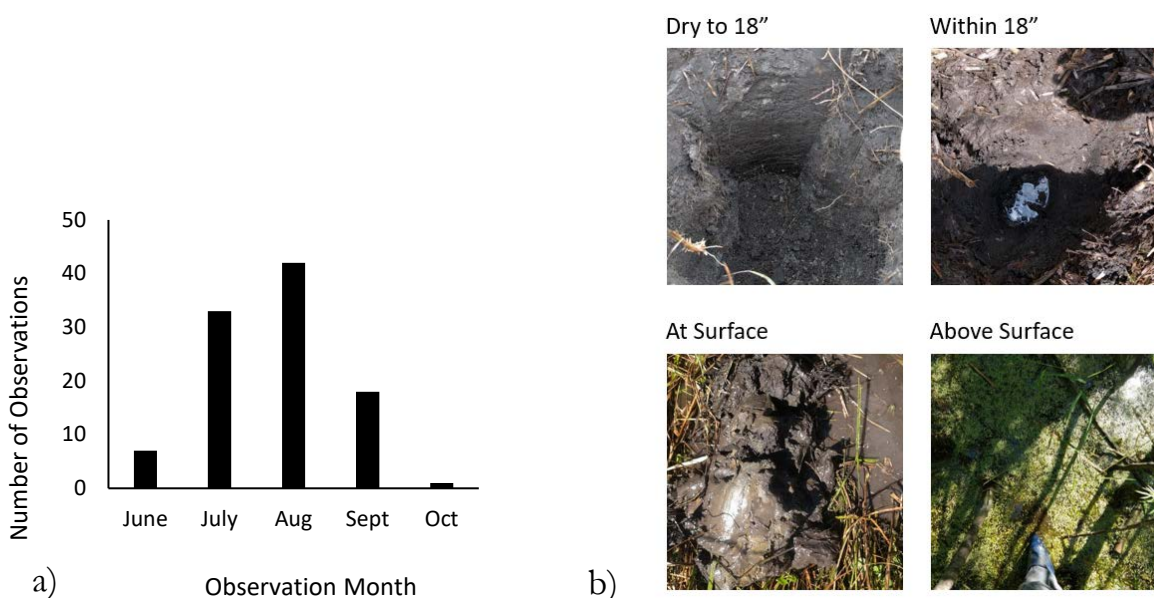 50
40
30
20
10
0
Number of Observations
June July Aug Sept Oct
Observation Month
a)
Dry to 18” Within 18”
At Surface Above Surface
b)